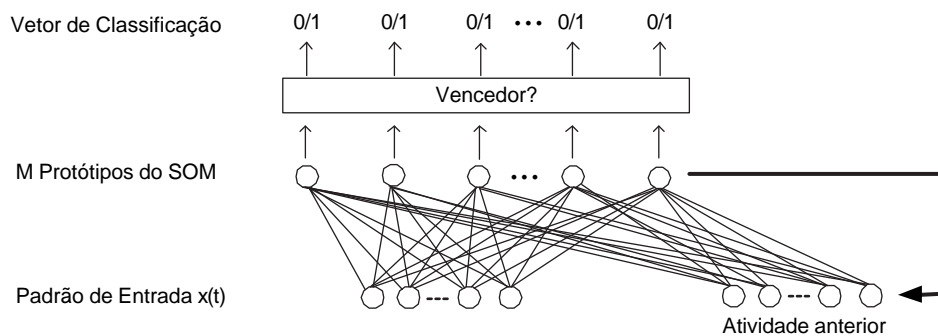 Vetor de Classificação 0/1 0/1 0/1 ••• 0/1 0/1
Vencedor?
M Protótipos do SOM •••
Padrão de Entrada x(t)
Atividade anterior